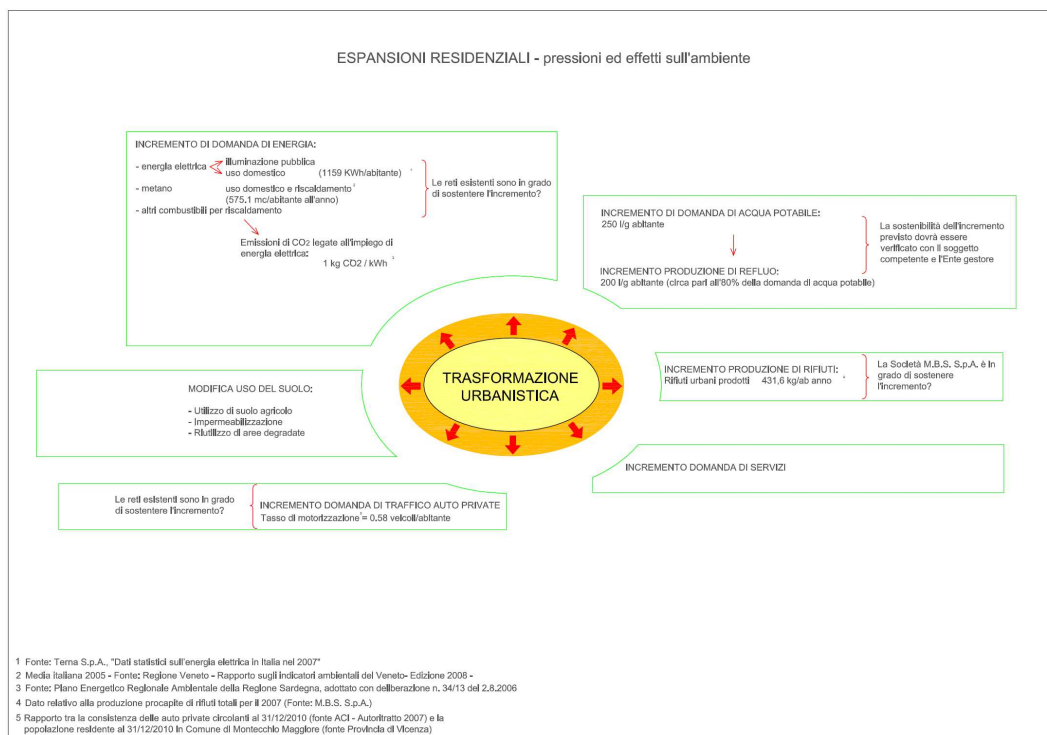 ESPANSIONI RESIDENZIALI - pressioni ed effetti sull'ambiente
INCREMENTO DI DOMANDA DI ENERGIA:
- energia elettrica
illuminazione pubblica
uso domestico (1159 KWh/abitante) 1
- metano uso domestico e riscaldamento 2
(575.1 mc/abitante all'anno)
- altri combustibili per riscaldamento
Le reti esistenti sono in grado
di sostentere l'incremento?
Emissioni di CO2 legate all'impiego di
energia elettrica:
1 kg CO2 / kWh 3
INCREMENTO DI DOMANDA DI ACQUA POTABILE:
250 l/g abitante
INCREMENTO PRODUZIONE DI REFLUO:
200 l/g abitante (circa pari all'80% della domanda di acqua potabile)
La sostenibilità dell'incremento
previsto dovrà essere
verificato con il soggetto
competente e l'Ente gestore
TRASFORMAZIONE
URBANISTICA
MODIFICA USO DEL SUOLO:
- Utilizzo di suolo agricolo
- Impermeabilizzazione
- Riutilizzo di aree degradate
INCREMENTO PRODUZIONE DI RIFIUTI:
Rifiuti urbani prodotti 431,6 kg/ab anno 4
La Società M.B.S. S.p.A. è in
grado di sostenere
l'incremento?
INCREMENTO DOMANDA DI SERVIZI
Le reti esistenti sono in grado
di sostentere l'incremento?
INCREMENTO DOMANDA DI TRAFFICO AUTO PRIVATE
Tasso di motorizzazione 5 = 0.58 veicoli/abitante
1 Fonte: Terna S.p.A., "Dati statistici sull'energia elettrica in Italia nel 2007"
2 Media italiana 2005 - Fonte: Regione Veneto - Rapporto sugli indicatori ambientali del Veneto- Edizione 2008 -
3 Fonte: Piano Energetico Regionale Ambientale della Regione Sardegna, adottato con deliberazione n. 34/13 del 2.8.2006
4 Dato relativo alla produzione procapite di rifiuti totali per il 2007 (Fonte: M.B.S. S.p.A.)
5 Rapporto tra la consistenza delle auto private circolanti al 31/12/2010 (fonte ACI - Autoritratto 2007) e la
popolazione residente al 31/12/2010 in Comune di Montecchio Maggiore (fonte Provincia di Vicenza)